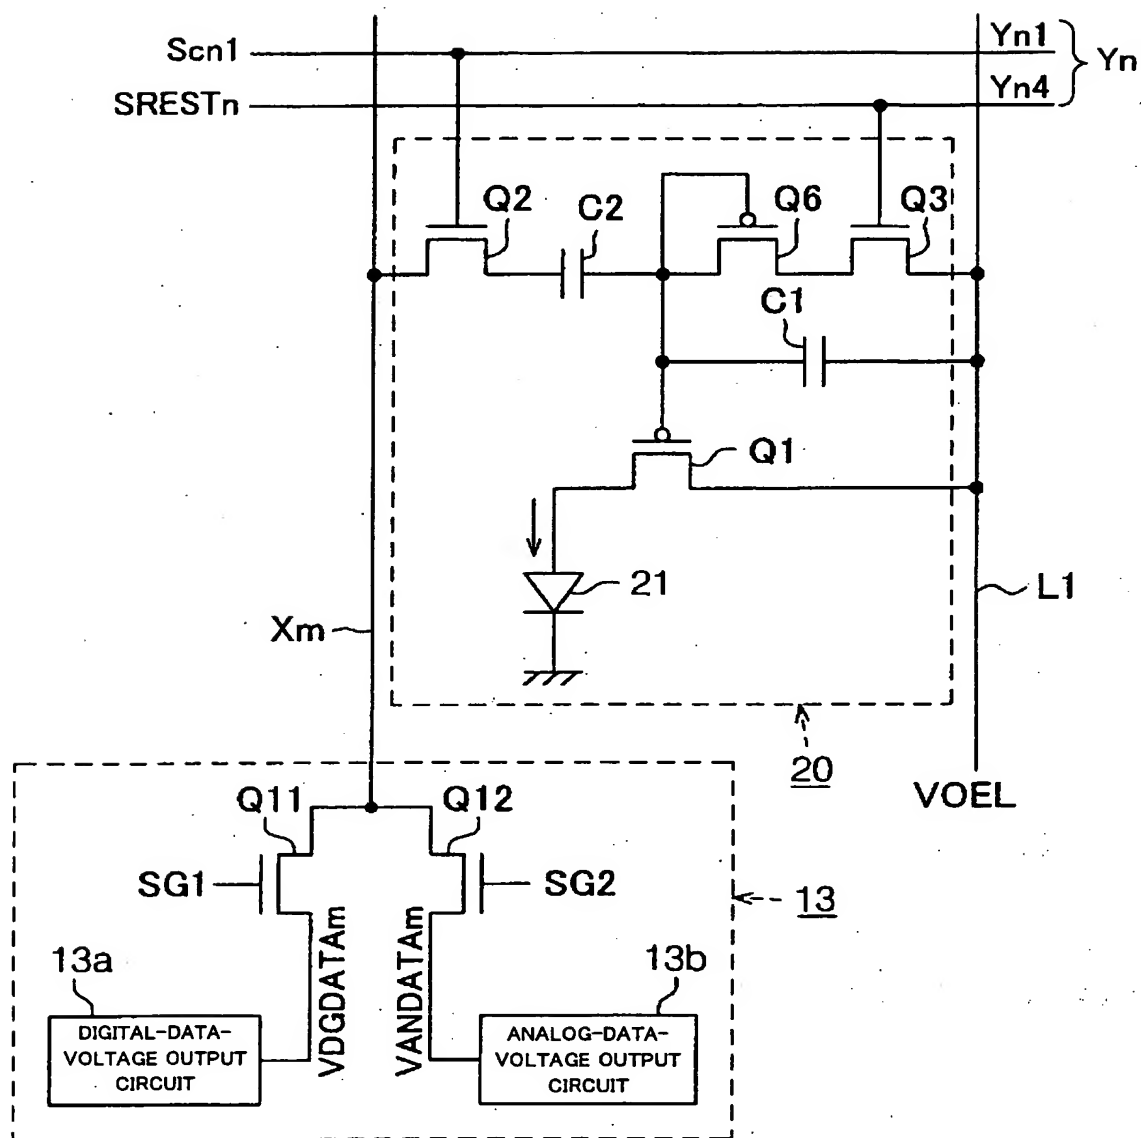 Scn1
Yn1
Yn
SRESTn
Yn4
Q2
C2
Q6
Q3
C1
Q1
21
L1
Xm
20
VOEL
Q11
Q12
SG1
SG2
13
VDGDATAm
VANDATAm
13a
13b
DIGITAL-DATA-
VOLTAGE OUTPUT
CIRCUIT
ANALOG-DATA-
VOLTAGE OUTPUT
CIRCUIT